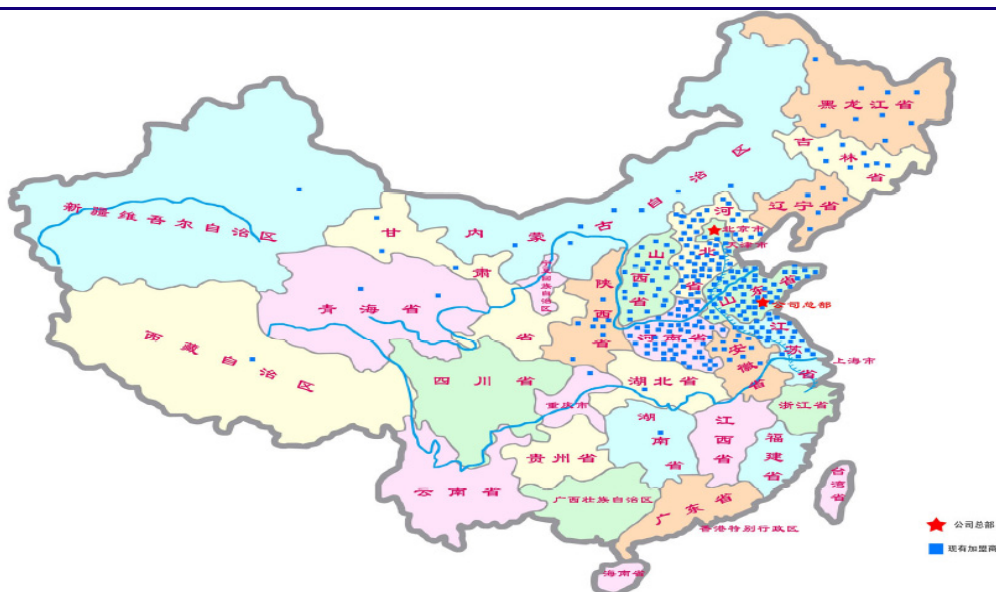 黑龙江省
吉林省
辽宁省
内蒙古自治区
新疆维吾尔自治区
甘肃省
河北省
北京市
天津市
山西省
宁夏回族自治区
陕西省
山东省
公司总部
青海省
河南省
江苏省
安徽省
上海市
西藏自治区
四川省
湖北省
重庆市
浙江省
湖南省
江西省
福建省
贵州省
云南省
广西壮族自治区
广东省
台湾省
香港特别行政区
海南省
公司总部
现有加盟商